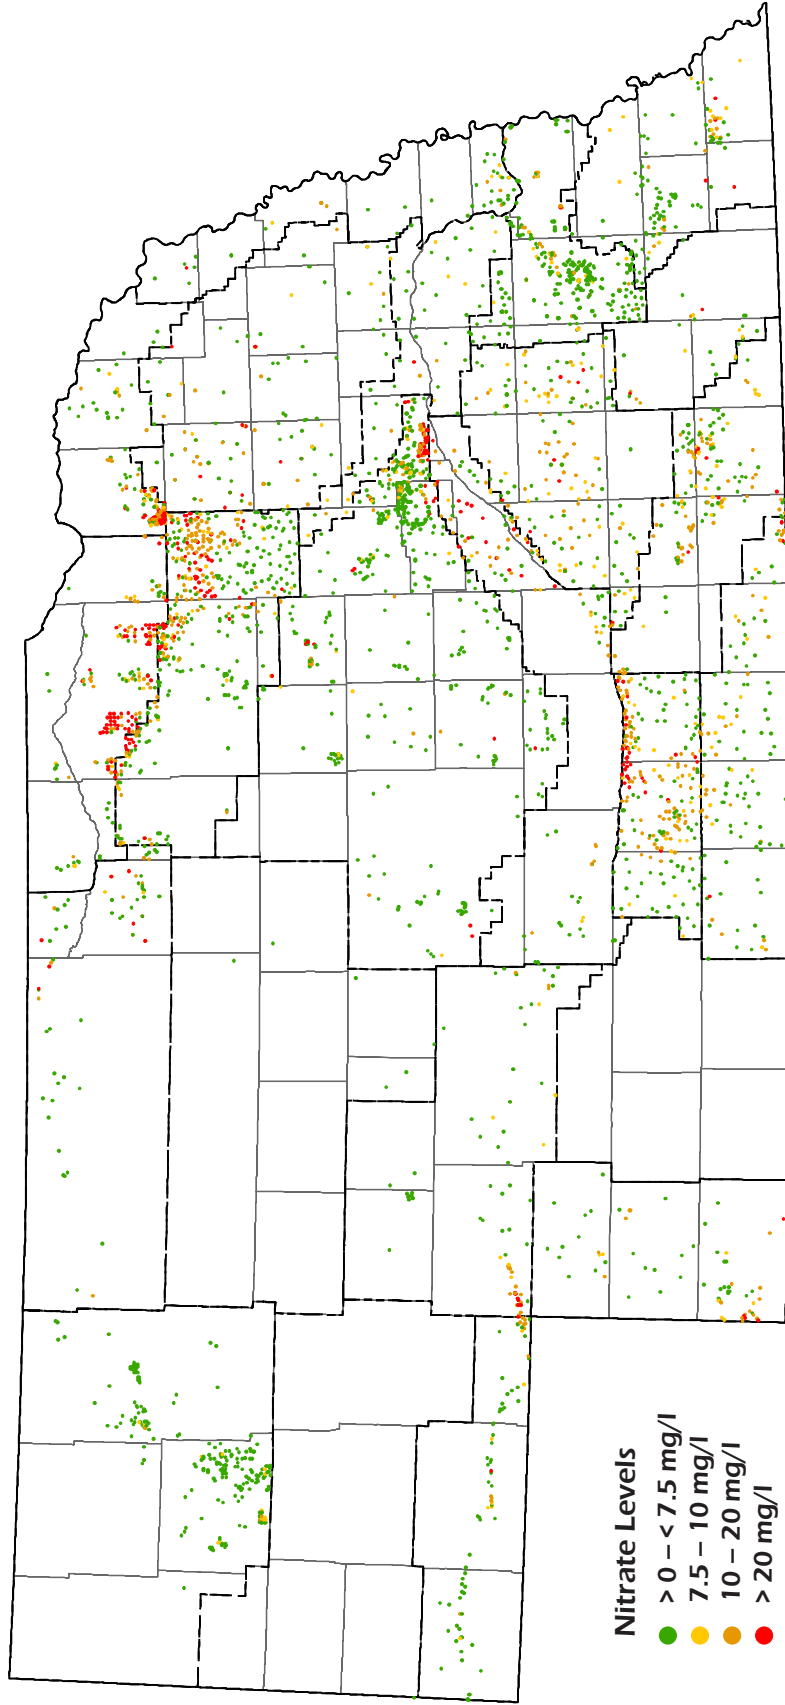 Nitrate Levels
> 0 – < 7.5 mg/l
7.5 – 10 mg/l
10 – 20 mg/l
> 20 mg/l